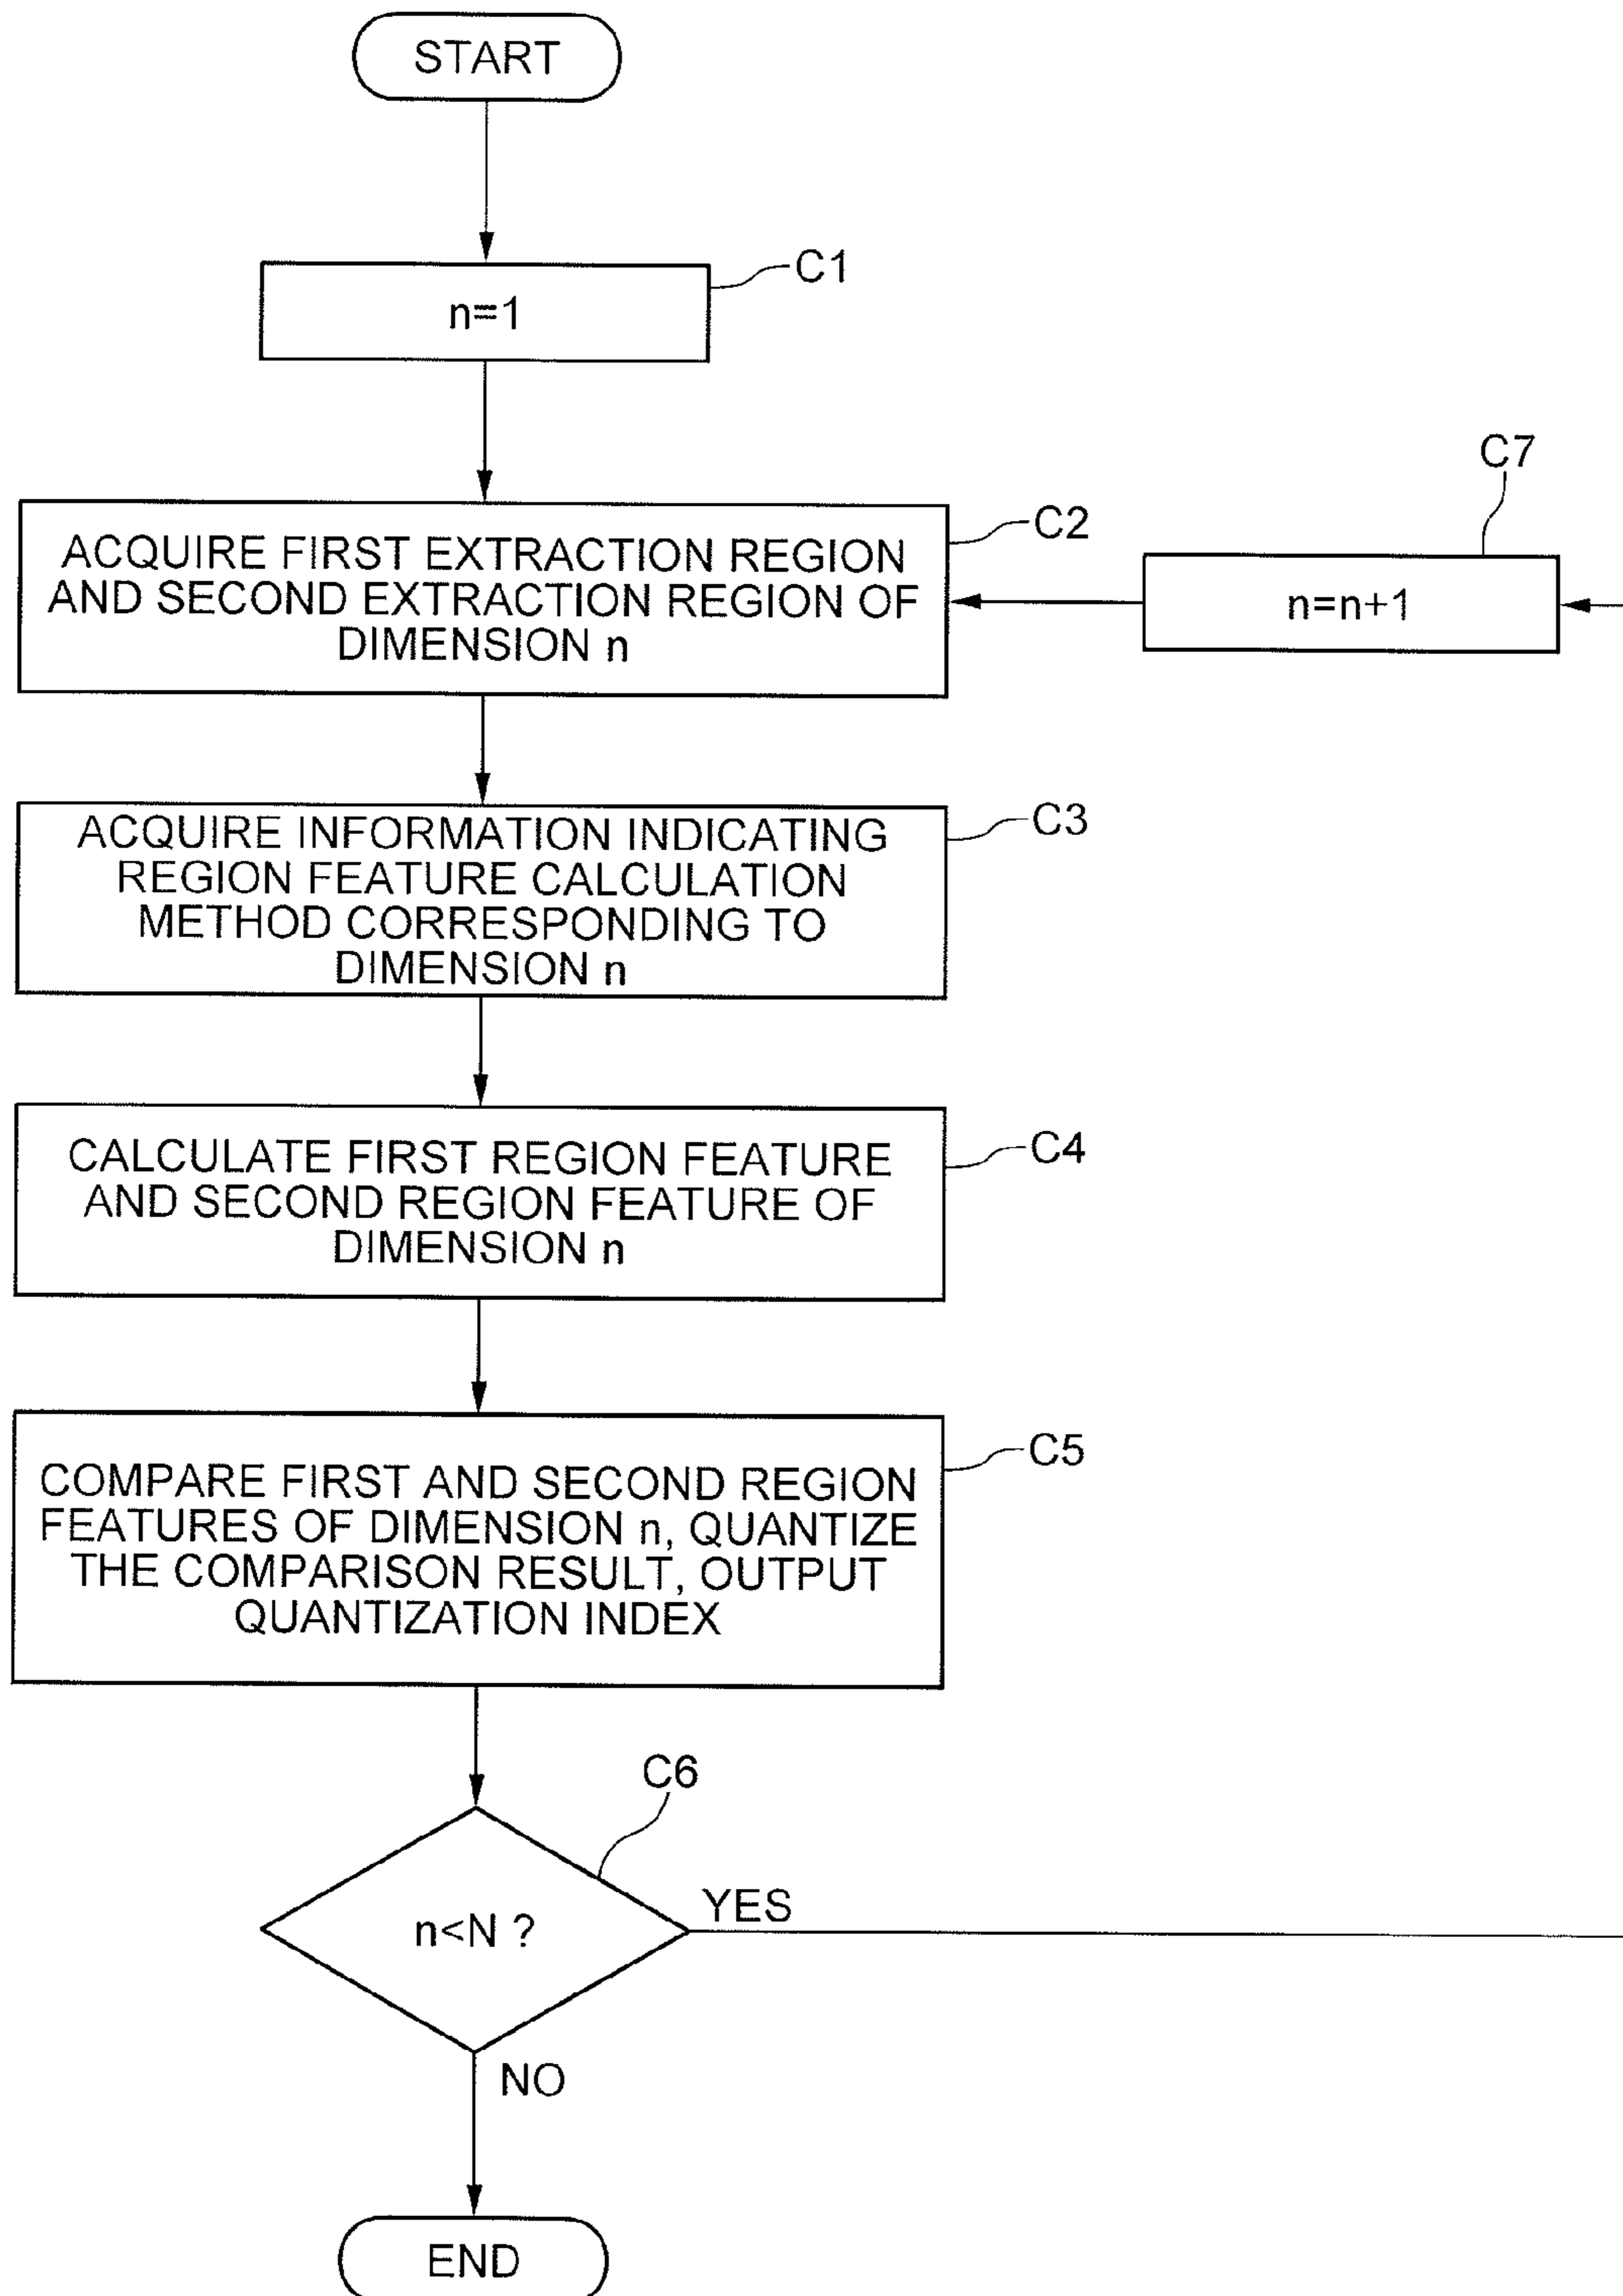 START
C1
n=1
C7
C2
ACQUIRE FIRST EXTRACTION REGION
AND SECOND EXTRACTION REGION OF
DIMENSION n
n=n+1
C3
ACQUIRE INFORMATION INDICATING
REGION FEATURE CALCULATION
METHOD CORRESPONDING TO
DIMENSION n
C4
CALCULATE FIRST REGION FEATURE
AND SECOND REGION FEATURE OF
DIMENSION n
C5
COMPARE FIRST AND SECOND REGION
FEATURES OF DIMENSION n, QUANTIZE
THE COMPARISON RESULT, OUTPUT
QUANTIZATION INDEX
C6
n<N ?
YES
NO
END